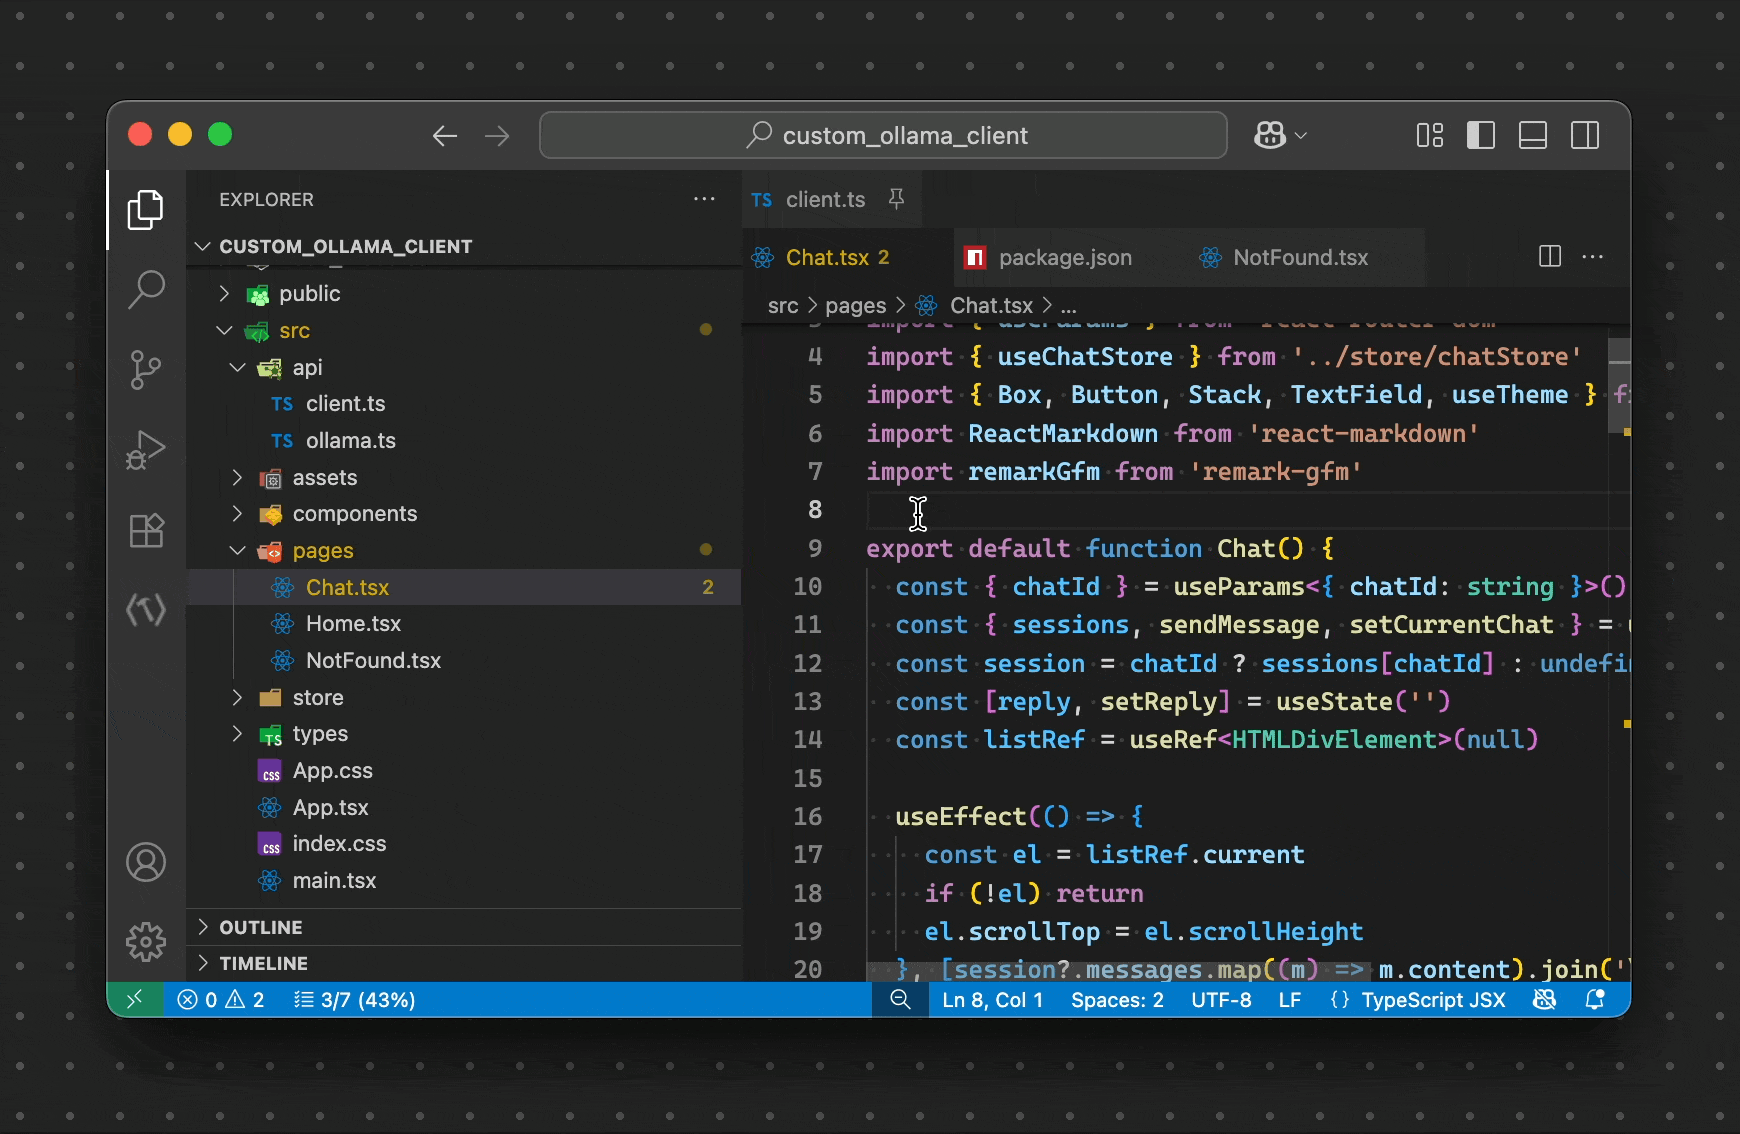 custom_ollama_client
EXPLORER
CUSTOM_OLLAMA_CLIENT
public
src
api
TS client.ts
TS ollama.ts
assets
components
pages
Chat.tsx 2
Home.tsx
NotFound.tsx
store
types
App.css
App.tsx
index.css
main.tsx
OUTLINE
TIMELINE
TS client.ts
Chat.tsx 2
package.json
NotFound.tsx
src > pages > Chat.tsx > ...
4 import { useChatStore } from '../store/chatStore'
5 import { Box, Button, Stack, TextField, useTheme }
6 import ReactMarkdown from 'react-markdown'
7 import remarkGfm from 'remark-gfm'
8
9 export default function Chat() {
10 const { chatId } = useParams<{ chatId: string }>()
11 const { sessions, sendMessage, setCurrentChat } =
12 const session = chatId ? sessions[chatId] : undefi
13 const [reply, setReply] = useState('')
14 const listRef = useRef<HTMLDivElement>(null)
15
16 useEffect(() => {
17 const el = listRef.current
18 if (!el) return
19 el.scrollTop = el.scrollHeight
20 }, [session?.messages.map((m) => m.content).join('
0 2 3/7 (43%)
Ln 8, Col 1 Spaces: 2 UTF-8 LF {} TypeScript JSX